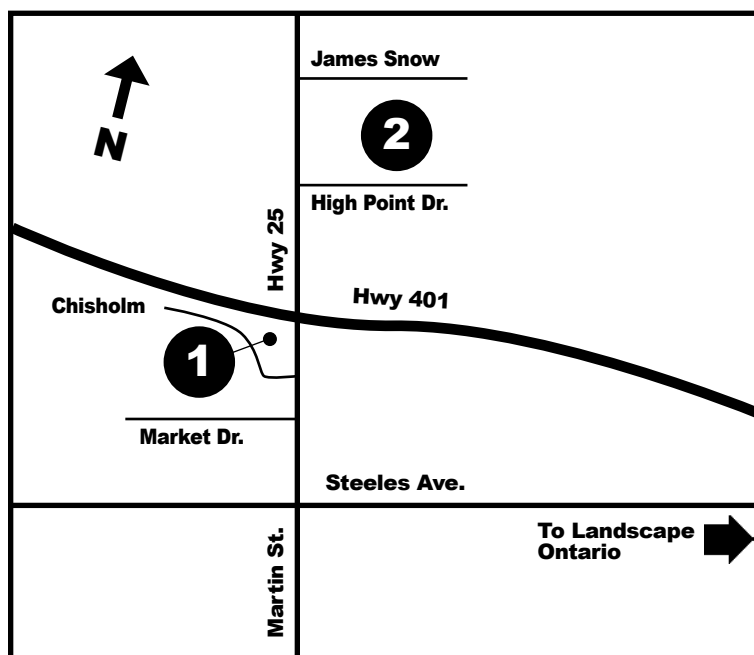 James Snow
2
N
High Point Dr.
Hwy 25
Hwy 401
Chisholm
1
Market Dr.
Steeles Ave.
Martin St.
To Landscape
Ontario